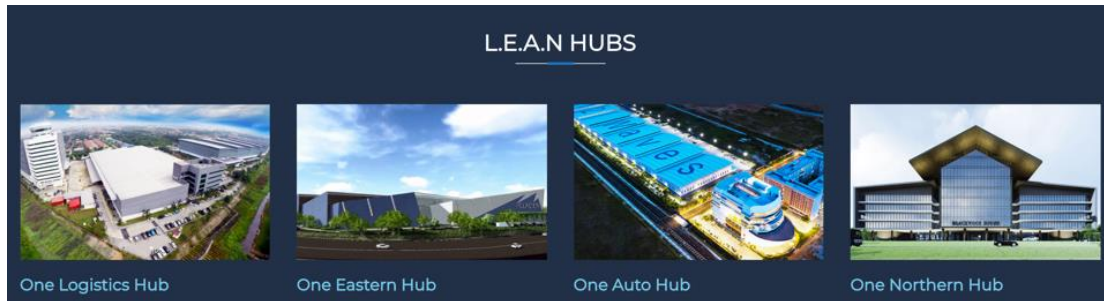 L.E.A.N HUBS
One Logistics Hub
One Eastern Hub
One Auto Hub
One Northern Hub